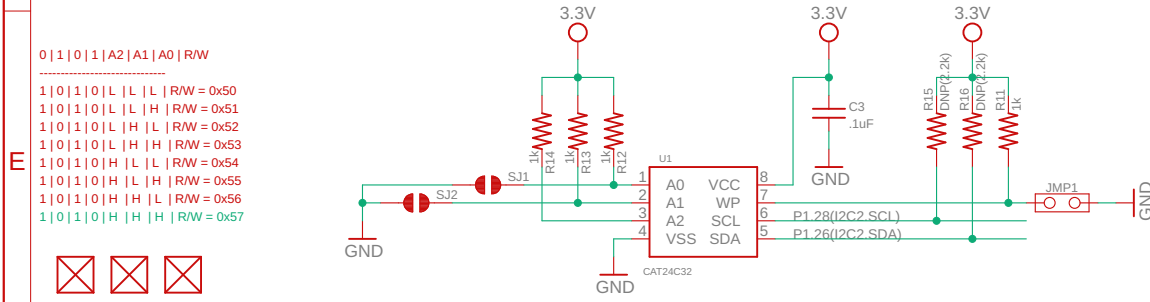 3.3V
3.3V
3.3V
0|1|0|1|A2|A1|A0|R/W
------------------------------
1|0|1|0|L|L|L|R/W = 0x50
1|0|1|0|L|L|H|R/W = 0x51
1|0|1|0|L|H|L|R/W = 0x52
1|0|1|0|L|H|H|R/W = 0x53
1|0|1|0|H|L|L|R/W = 0x54
1|0|1|0|H|L|H|R/W = 0x55
1|0|1|0|H|H|L|R/W = 0x56
1|0|1|0|H|H|H|R/W = 0x57
E
R15
DNP(2.2k)
R16
DNP(2.2k)
R11
1k
C3
.1uF
1k
R14
1k
R13
1k
R12
GND
U1
SJ1
SJ2
1 A0 VCC 8
2 A1 WP 7
3 A2 SCL 6
4 VSS SDA 5
P1.28(I2C2.SCL)
P1.26(I2C2.SDA)
JMP1
GND
GND
CAT24C32
GND